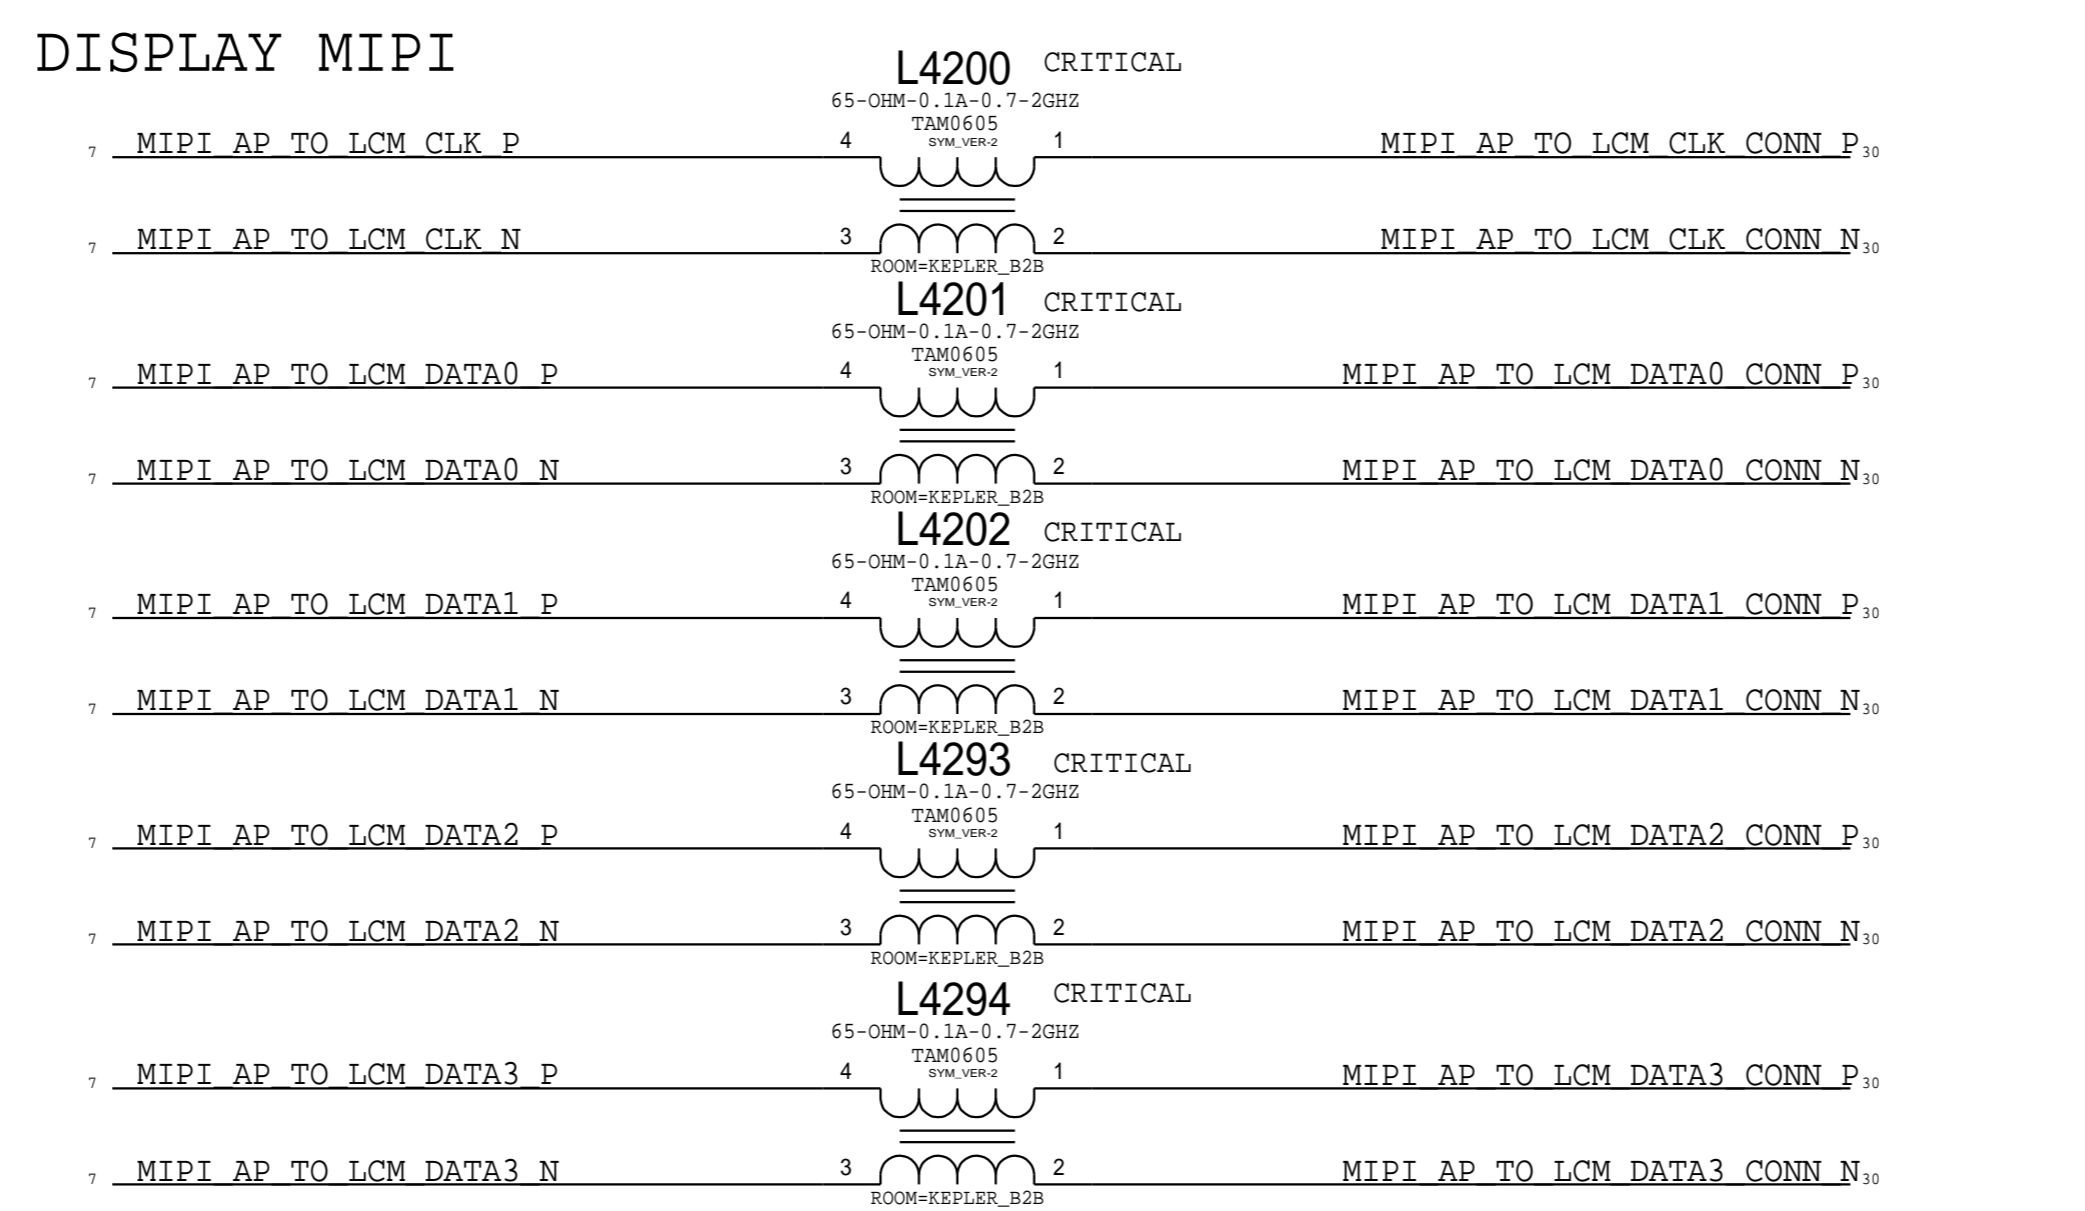 DISPLAY MIPI
L4200 CRITICAL
65-OHM-0.1A-0.7-2GHZ
TAM0605
SYM_VER-2
7 MIPI_AP_TO_LCM_CLK_P 4 1 MIPI_AP_TO_LCM_CLK_CONN_P 30
7 MIPI_AP_TO_LCM_CLK_N 3 2 MIPI_AP_TO_LCM_CLK_CONN_N 30
ROOM=KEPLER_B2B
L4201 CRITICAL
65-OHM-0.1A-0.7-2GHZ
TAM0605
SYM_VER-2
7 MIPI_AP_TO_LCM_DATA0_P 4 1 MIPI_AP_TO_LCM_DATA0_CONN_P 30
7 MIPI_AP_TO_LCM_DATA0_N 3 2 MIPI_AP_TO_LCM_DATA0_CONN_N 30
ROOM=KEPLER_B2B
L4202 CRITICAL
65-OHM-0.1A-0.7-2GHZ
TAM0605
SYM_VER-2
7 MIPI_AP_TO_LCM_DATA1_P 4 1 MIPI_AP_TO_LCM_DATA1_CONN_P 30
7 MIPI_AP_TO_LCM_DATA1_N 3 2 MIPI_AP_TO_LCM_DATA1_CONN_N 30
ROOM=KEPLER_B2B
L4293 CRITICAL
65-OHM-0.1A-0.7-2GHZ
TAM0605
SYM_VER-2
7 MIPI_AP_TO_LCM_DATA2_P 4 1 MIPI_AP_TO_LCM_DATA2_CONN_P 30
7 MIPI_AP_TO_LCM_DATA2_N 3 2 MIPI_AP_TO_LCM_DATA2_CONN_N 30
ROOM=KEPLER_B2B
L4294 CRITICAL
65-OHM-0.1A-0.7-2GHZ
TAM0605
SYM_VER-2
7 MIPI_AP_TO_LCM_DATA3_P 4 1 MIPI_AP_TO_LCM_DATA3_CONN_P 30
7 MIPI_AP_TO_LCM_DATA3_N 3 2 MIPI_AP_TO_LCM_DATA3_CONN_N 30
ROOM=KEPLER_B2B